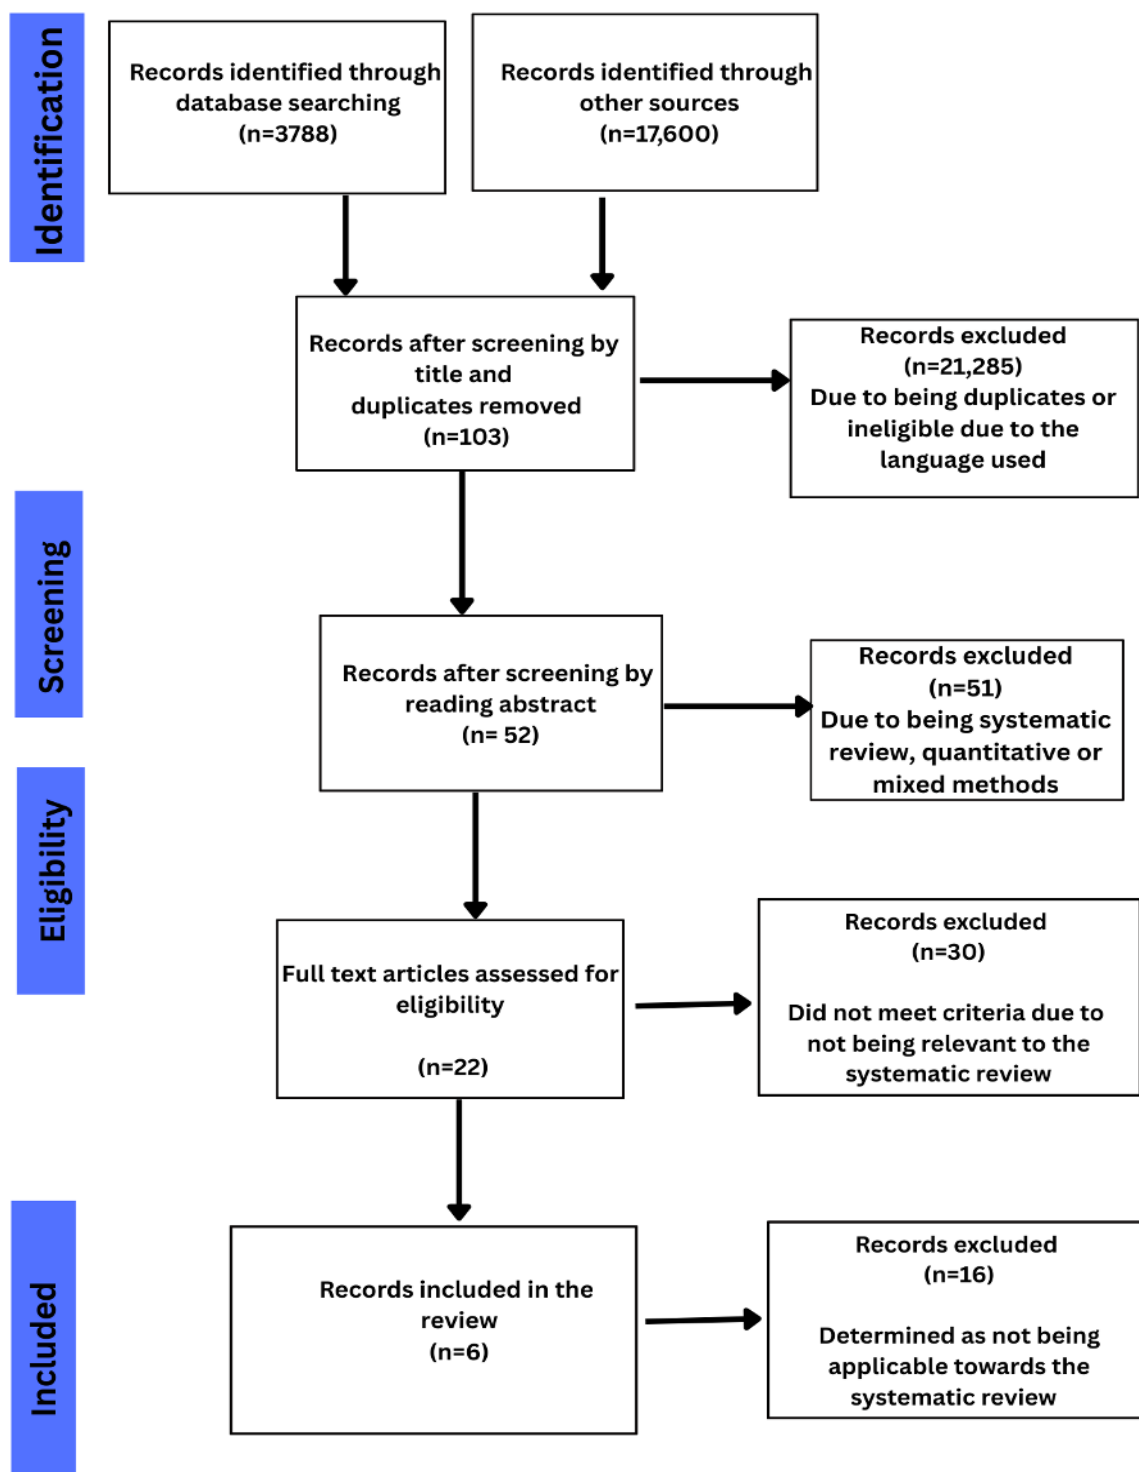 Identification
Records identified through
database searching
(n=3788)
Records identified through
other sources
(n=17,600)
Records after screening by
title and
duplicates removed
(n=103)
Records excluded
(n=21,285)
Due to being duplicates or
ineligible due to the
language used
Screening
Records after screening by
reading abstract
(n= 52)
Records excluded
(n=51)
Due to being systematic
review, quantitative or
mixed methods
Eligibility
Full text articles assessed for
eligibility
(n=22)
Records excluded
(n=30)
Did not meet criteria due to
not being relevant to the
systematic review
Included
Records included in the
review
(n=6)
Records excluded
(n=16)
Determined as not being
applicable towards the
systematic review